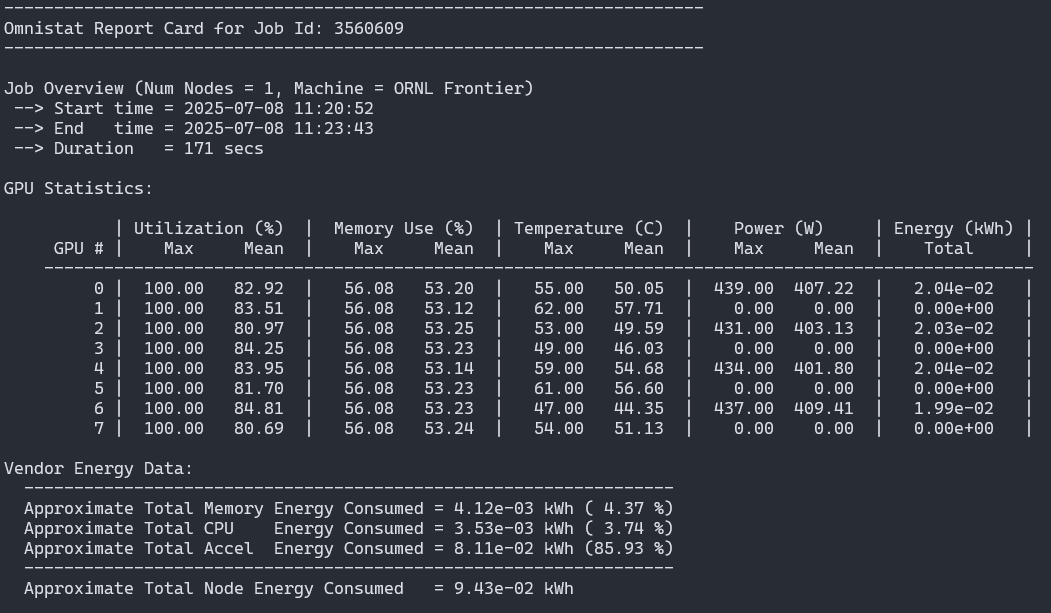 ----------------------------------------------------------------------
Omnistat Report Card for Job Id: 3560609
----------------------------------------------------------------------

Job Overview (Num Nodes = 1, Machine = ORNL Frontier)
 --> Start time = 2025-07-08 11:20:52
 --> End   time = 2025-07-08 11:23:43
 --> Duration   = 171 secs

GPU Statistics:

           | Utilization (%)  |  Memory Use (%)  | Temperature (C)  |    Power (W)     | Energy (kWh) |
     GPU # |    Max     Mean  |    Max     Mean  |    Max     Mean  |    Max     Mean  |    Total     |
    ---------------------------------------------------------------------------------------------------
         0 |  100.00   82.92  |   56.08   53.20  |   55.00   50.05  |  439.00  407.22  |   2.04e-02   |
         1 |  100.00   83.51  |   56.08   53.12  |   62.00   57.71  |    0.00    0.00  |   0.00e+00   |
         2 |  100.00   80.97  |   56.08   53.25  |   53.00   49.59  |  431.00  403.13  |   2.03e-02   |
         3 |  100.00   84.25  |   56.08   53.23  |   49.00   46.03  |    0.00    0.00  |   0.00e+00   |
         4 |  100.00   83.95  |   56.08   53.14  |   59.00   54.68  |  434.00  401.80  |   2.04e-02   |
         5 |  100.00   81.70  |   56.08   53.23  |   61.00   56.60  |    0.00    0.00  |   0.00e+00   |
         6 |  100.00   84.81  |   56.08   53.23  |   47.00   44.35  |  437.00  409.41  |   1.99e-02   |
         7 |  100.00   80.69  |   56.08   53.24  |   54.00   51.13  |    0.00    0.00  |   0.00e+00   |

Vendor Energy Data:
  -----------------------------------------------------------------
  Approximate Total Memory Energy Consumed = 4.12e-03 kWh ( 4.37 %)
  Approximate Total CPU    Energy Consumed = 3.53e-03 kWh ( 3.74 %)
  Approximate Total Accel  Energy Consumed = 8.11e-02 kWh (85.93 %)
  -----------------------------------------------------------------
  Approximate Total Node Energy Consumed   = 9.43e-02 kWh